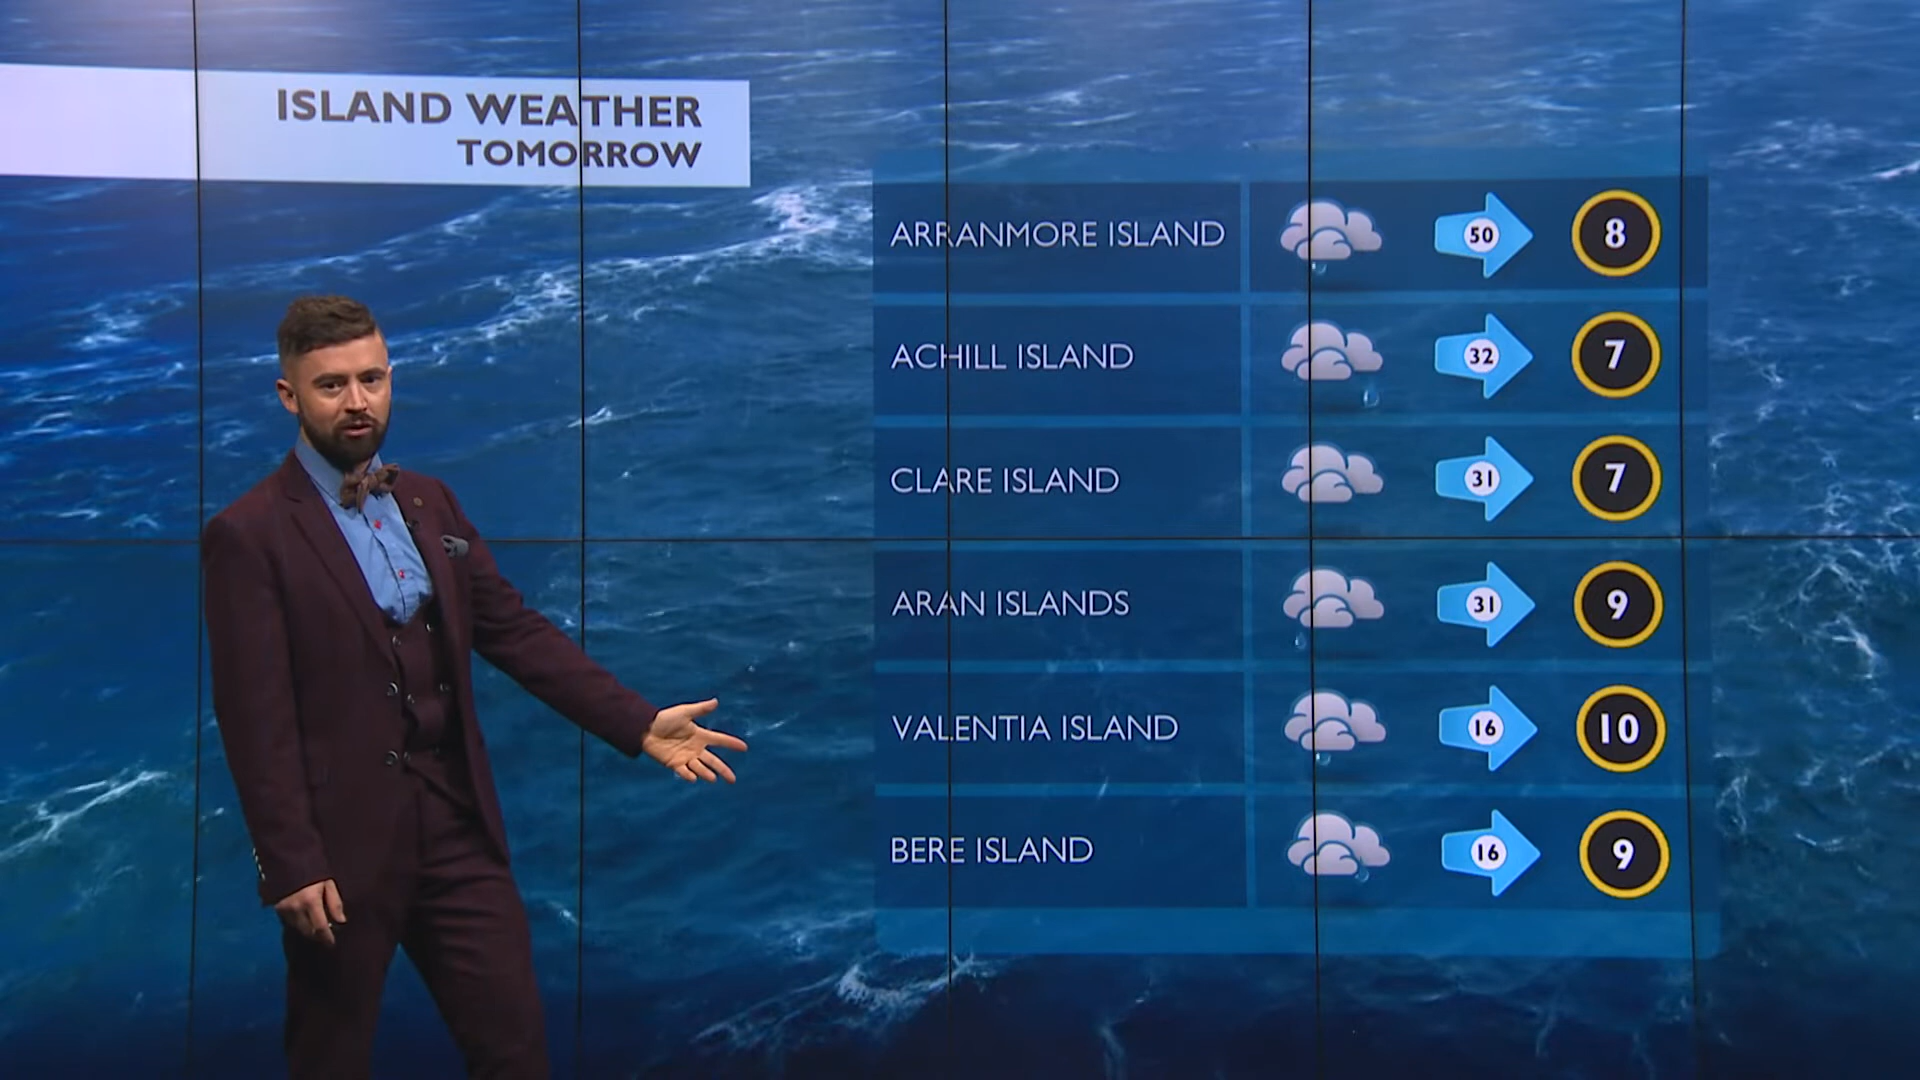 ISLAND WEATHER
TOMORROW
ARRANMORE ISLAND 50 8
ACHILL ISLAND 32 7
CLARE ISLAND 31 7
ARAN ISLANDS 31 9
VALENTIA ISLAND 16 10
BERE ISLAND 16 9